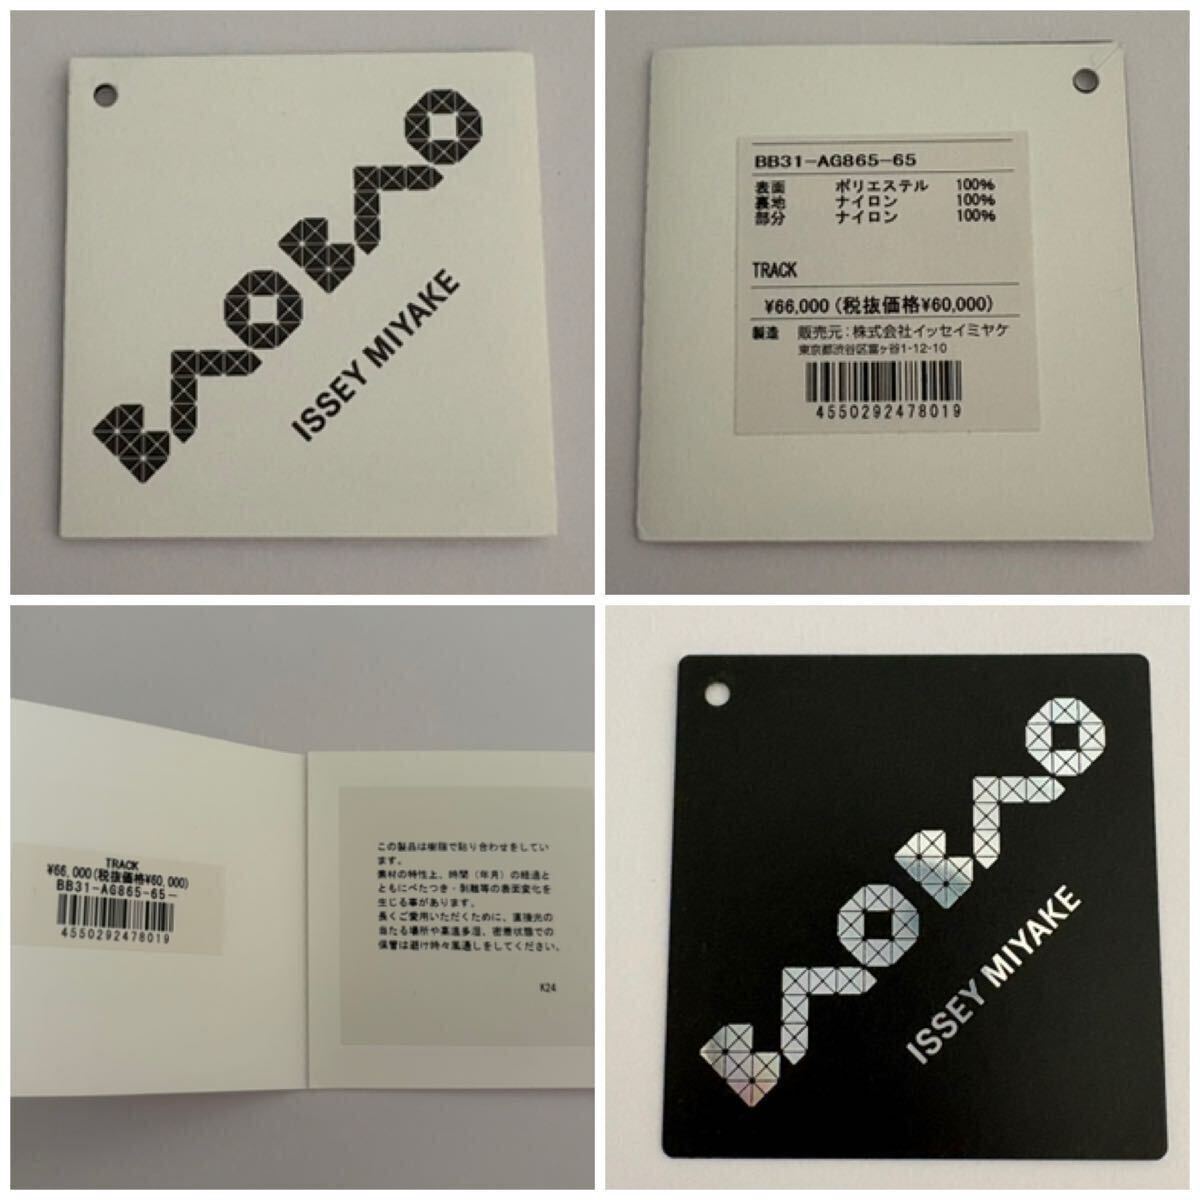 ISSEY MIYAKE
BB31-AG865-65
表面 ポリエステル 100%
裏地 ナイロン 100%
部分 ナイロン 100%
TRACK
¥66,000(税抜価格¥60,000)
製造 販売元:株式会社イッセイミヤケ
東京都渋谷区富ヶ谷1-12-10
4550292478019
TRACK
¥66,000(税抜価格¥60,000)
BB31-AG865-65-
4550292478019
この製品は樹脂で貼り合わせをしてい
ます。
素材の特性上、時間(年月)の経過と
ともにべたつき・剥離等の表面変化を
生じる事があります。
長くご愛用いただくために、直接光の
当たる場所や高温多湿、密着状態での
保管は避け時々風通しをしてください。
K24
ISSEY MIYAKE